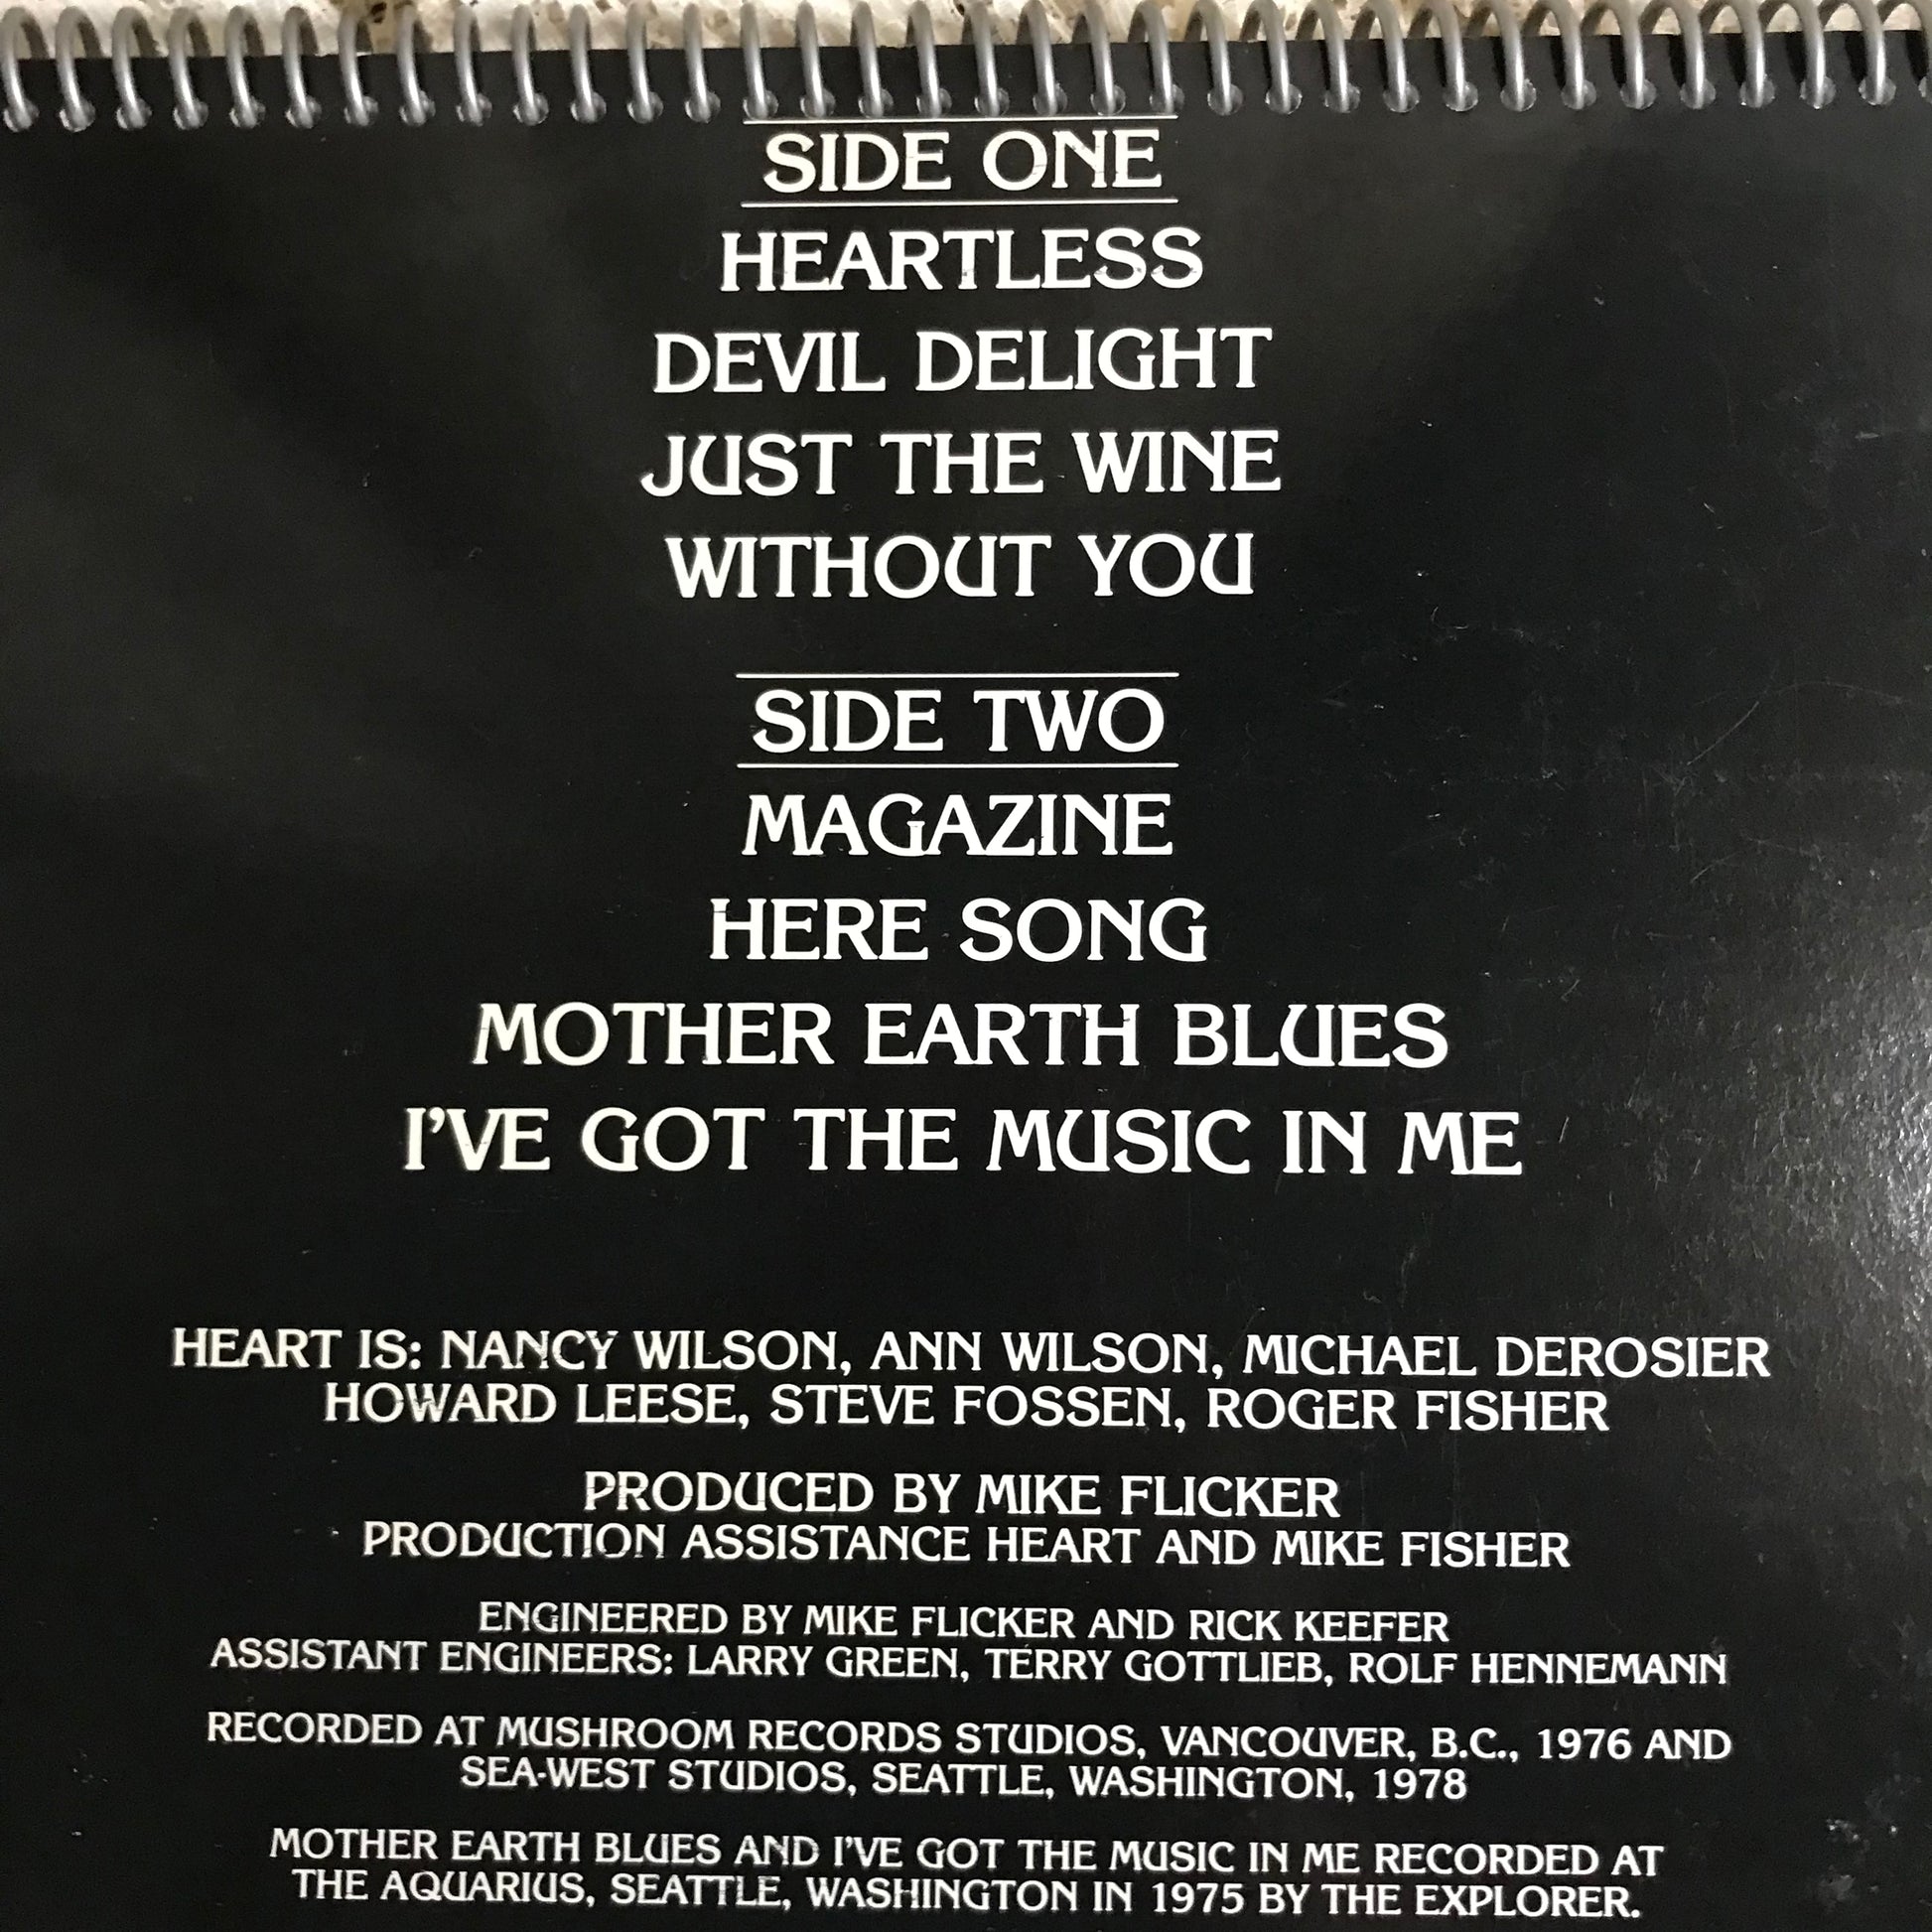 SIDE ONE
HEARTLESS
DEVIL DELIGHT
JUST THE WINE
WITHOUT YOU
SIDE TWO
MAGAZINE
HERE SONG
MOTHER EARTH BLUES
I'VE GOT THE MUSIC IN ME
HEART IS: NANCY WILSON, ANN WILSON, MICHAEL DEROSIER
HOWARD LEESE, STEVE FOSSEN, ROGER FISHER
PRODUCED BY MIKE FLICKER
PRODUCTION ASSISTANCE HEART AND MIKE FISHER
ENGINEERED BY MIKE FLICKER AND RICK KEEFER
ASSISTANT ENGINEERS: LARRY GREEN, TERRY GOTTLIEB, ROLF HENNEMANN
RECORDED AT MUSHROOM RECORDS STUDIOS, VANCOUVER, B.C., 1976 AND
SEA-WEST STUDIOS, SEATTLE, WASHINGTON, 1978
MOTHER EARTH BLUES AND I'VE GOT THE MUSIC IN ME RECORDED AT
THE AQUARIUS, SEATTLE, WASHINGTON IN 1975 BY THE EXPLORER.